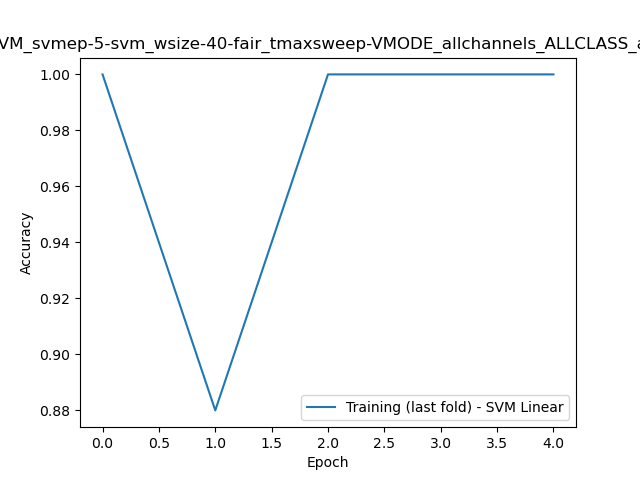 VM_svmep-5-svm_wsize-40-fair_tmaxsweep-VMODE_allchannels_ALLCLASS_a
1.00
0.98
0.96
0.94
0.92
0.90
0.88
Accuracy
Training (last fold) - SVM Linear
0.0 0.5 1.0 1.5 2.0 2.5 3.0 3.5 4.0
Epoch